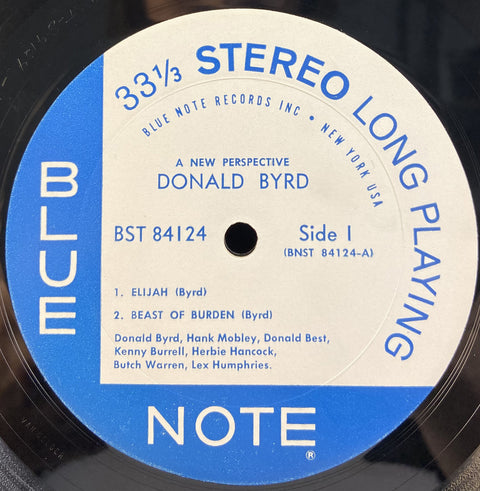 33⅓ STEREO LONG PLAYING
BLUE NOTE RECORDS INC • NEW YORK USA
A NEW PERSPECTIVE
DONALD BYRD
BST 84124
Side 1
(BNST 84124-A)
1. ELIJAH (Byrd)
2. BEAST OF BURDEN (Byrd)
Donald Byrd, Hank Mobley, Donald Best,
Kenny Burrell, Herbie Hancock,
Butch Warren, Lex Humphries.
BLUE
NOTE
®